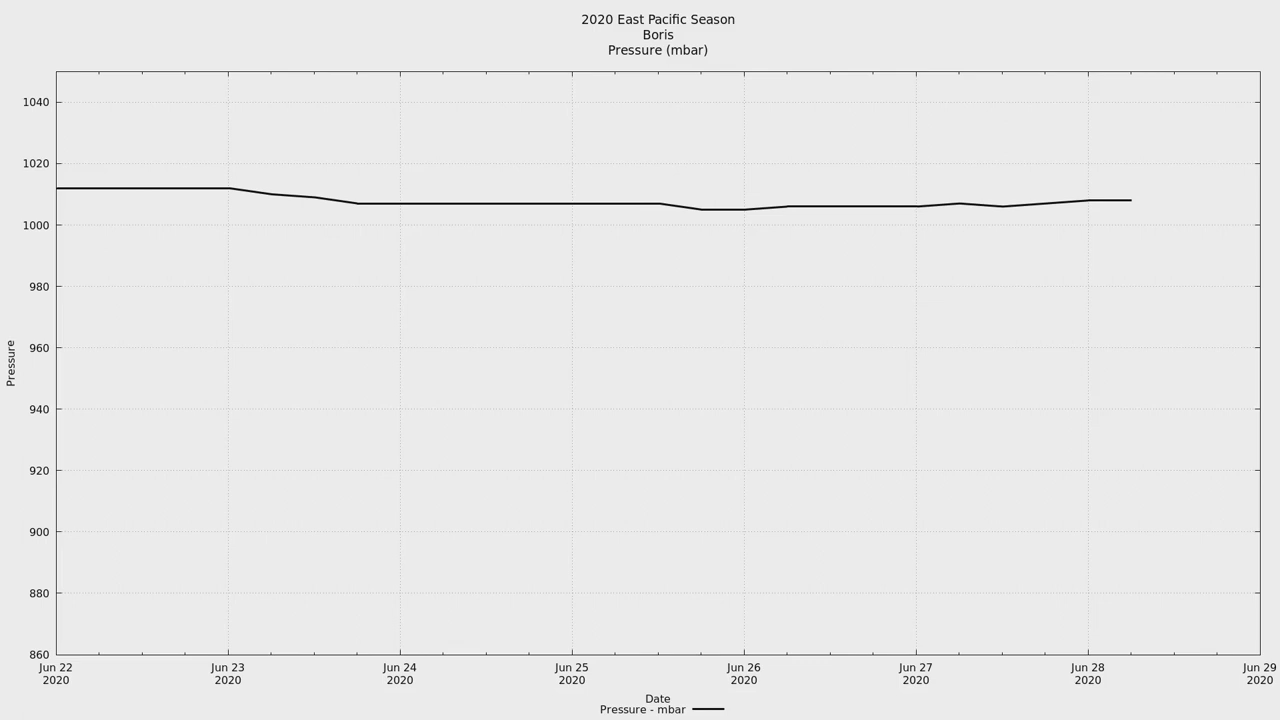 2020 East Pacific Season
Boris
Pressure (mbar)
1040
1020
1000
980
960
940
920
900
880
860
Pressure
Jun 22 Jun 23 Jun 24 Jun 25 Jun 26 Jun 27 Jun 28 Jun 29
2020 2020 2020 2020 2020 2020 2020 2020
Date
Pressure - mbar